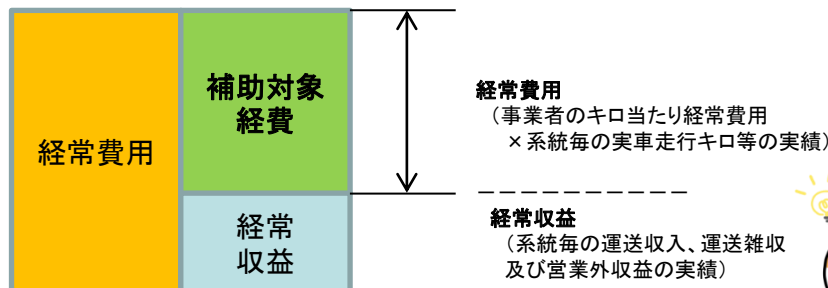 経常費用
補助対象
経費
経常
収益
経常費用
(事業者のキロ当たり経常費用
×系統毎の実車走行キロ等の実績)
経常収益
(系統毎の運送収入、運送雑収
及び営業外収益の実績)